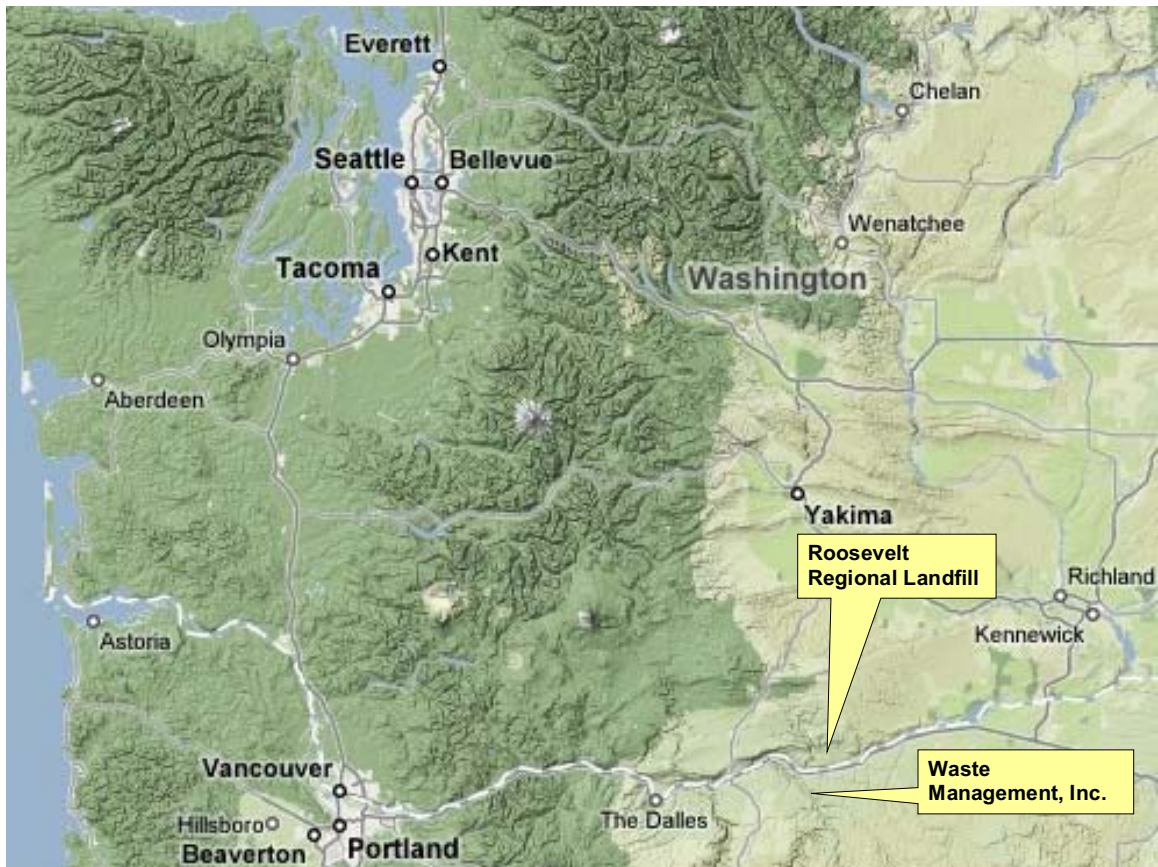 Everett
Chelan
Seattle
Bellevue
Wenatchee
Kent
Washington
Tacoma
Olympia
Aberdeen
Yakima
Roosevelt
Regional Landfill
Richland
Kennewick
Astoria
Vancouver
Waste
Management, Inc.
The Dalles
Hillsboro
Portland
Beaverton